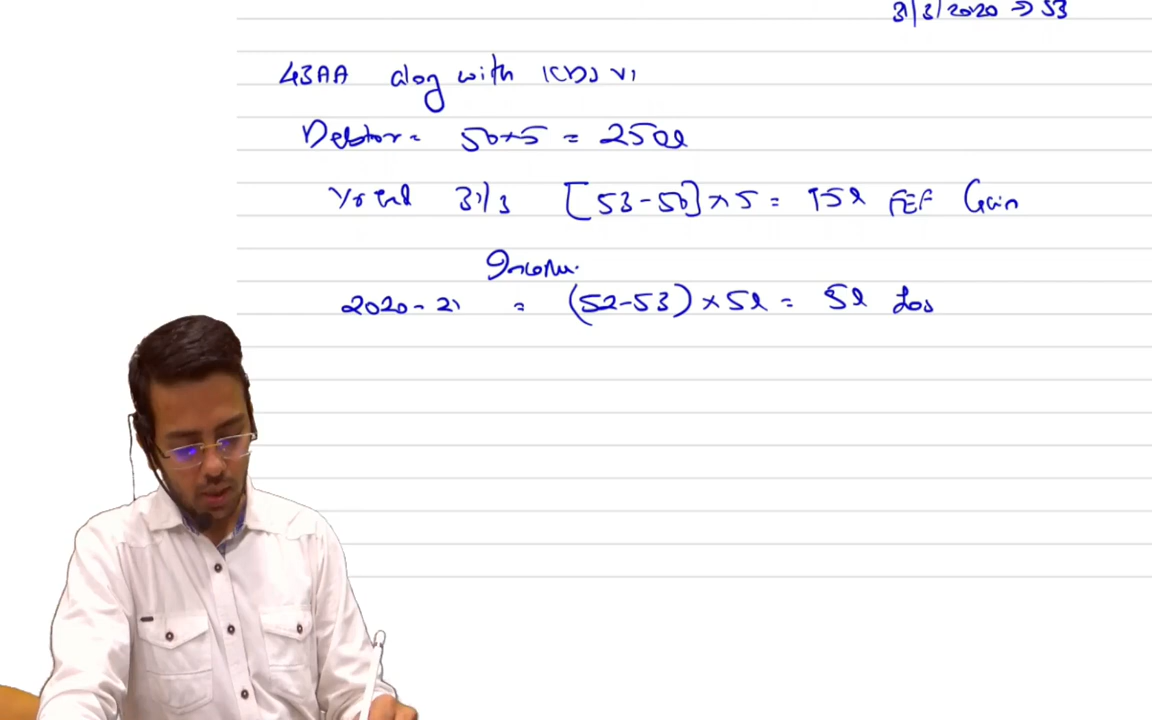 31/3/2020 ⇒ 53
43AA along with ICDS VI
Debtor = 50×5 = 250l
Yr End 31/3 [53-50]×5 = 15l FEF Gain
Income.
2020-21 = (52-53)×5l = 5l Loss